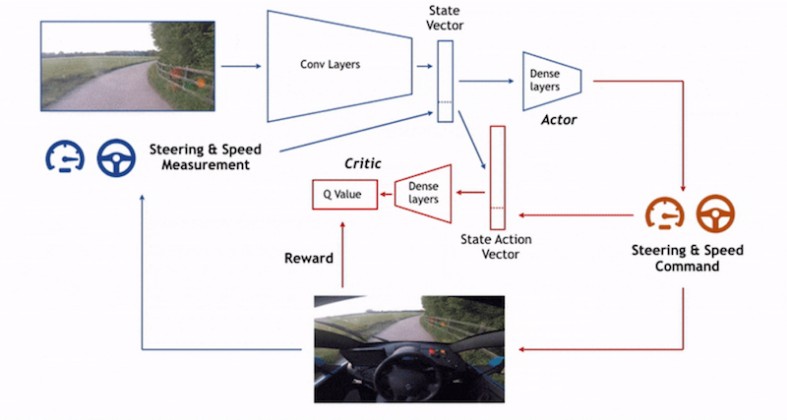 State
Vector
Conv Layers
Dense
layers
Actor
Steering & Speed
Measurement
Critic
Q Value
Dense
layers
State Action
Vector
Reward
Steering & Speed
Command